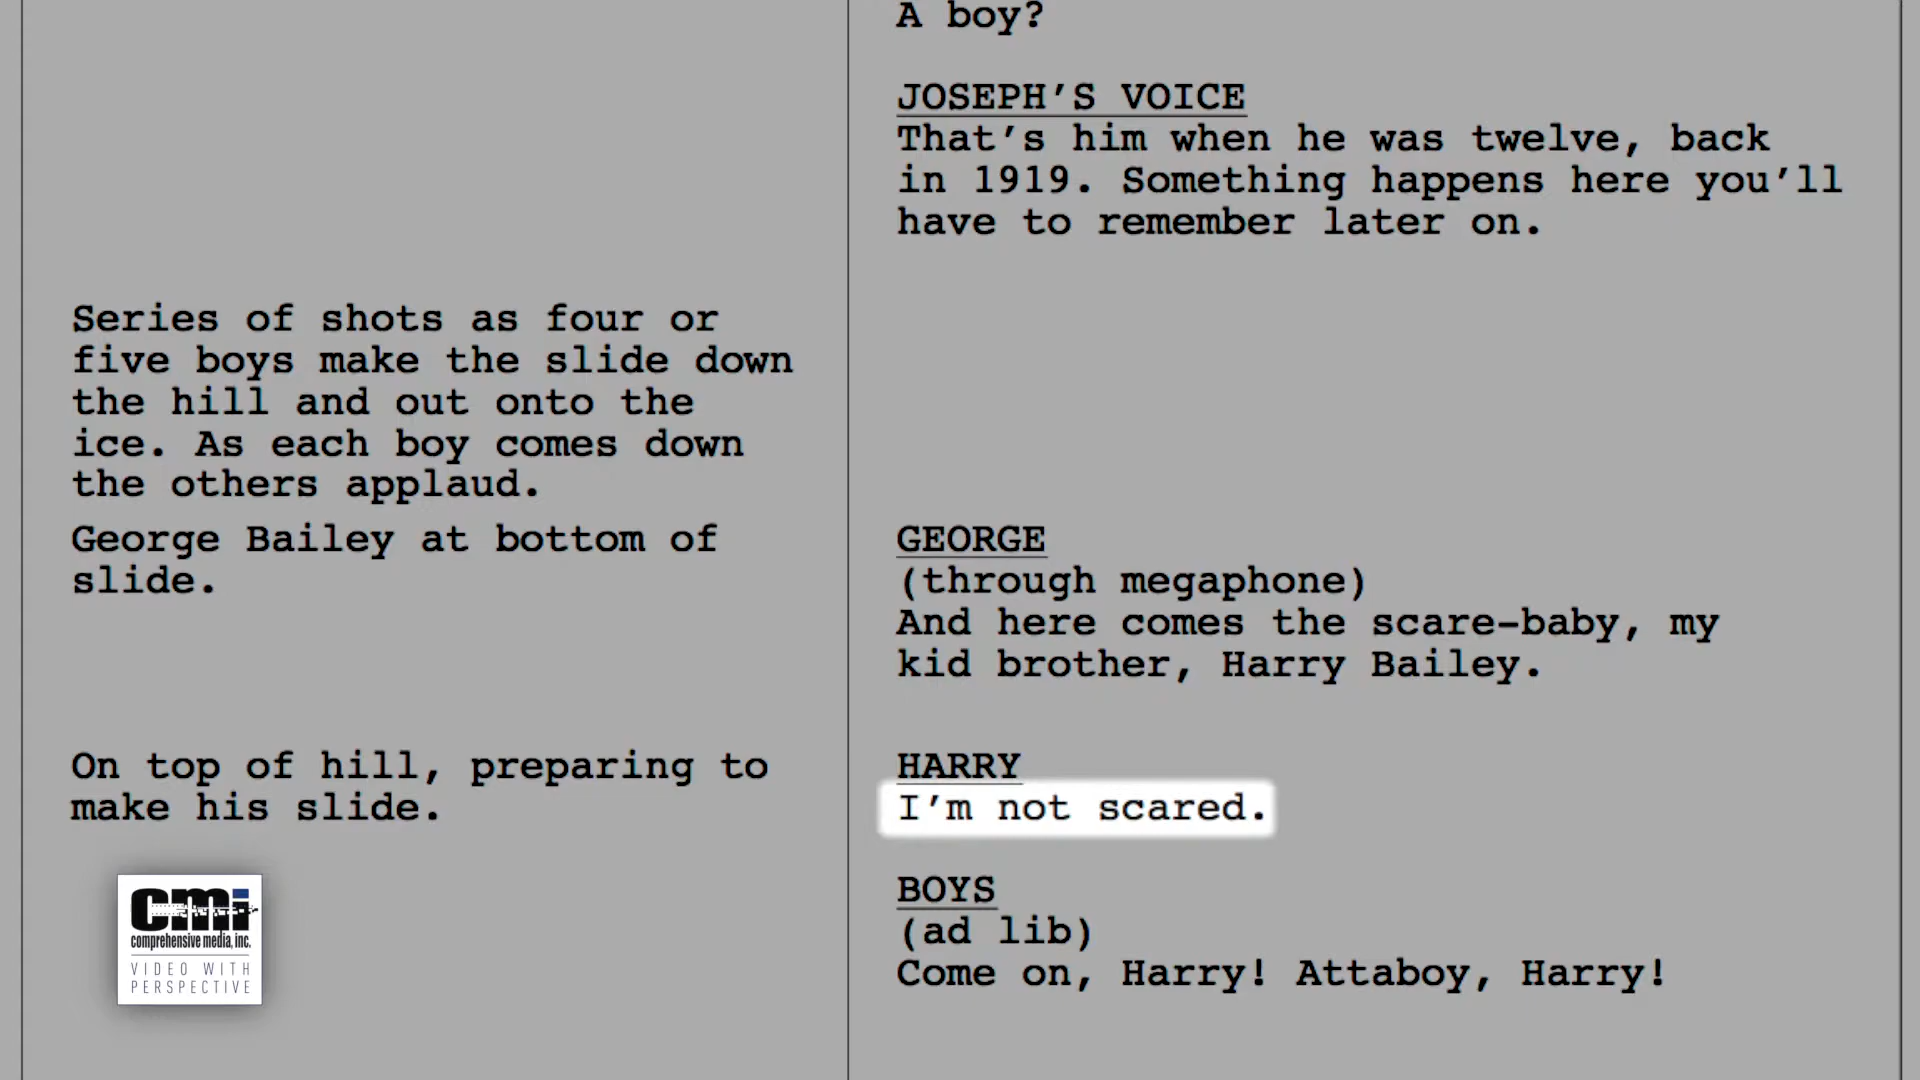 A boy?
JOSEPH’S VOICE
That’s him when he was twelve, back
in 1919. Something happens here you’ll
have to remember later on.
Series of shots as four or
five boys make the slide down
the hill and out onto the
ice. As each boy comes down
the others applaud.
George Bailey at bottom of
slide.
GEORGE
(through megaphone)
And here comes the scare-baby, my
kid brother, Harry Bailey.
On top of hill, preparing to
make his slide.
HARRY
I’m not scared.
BOYS
(ad lib)
Come on, Harry! Attaboy, Harry!
cmi
comprehensive media, inc.
VIDEO WITH
PERSPECTIVE